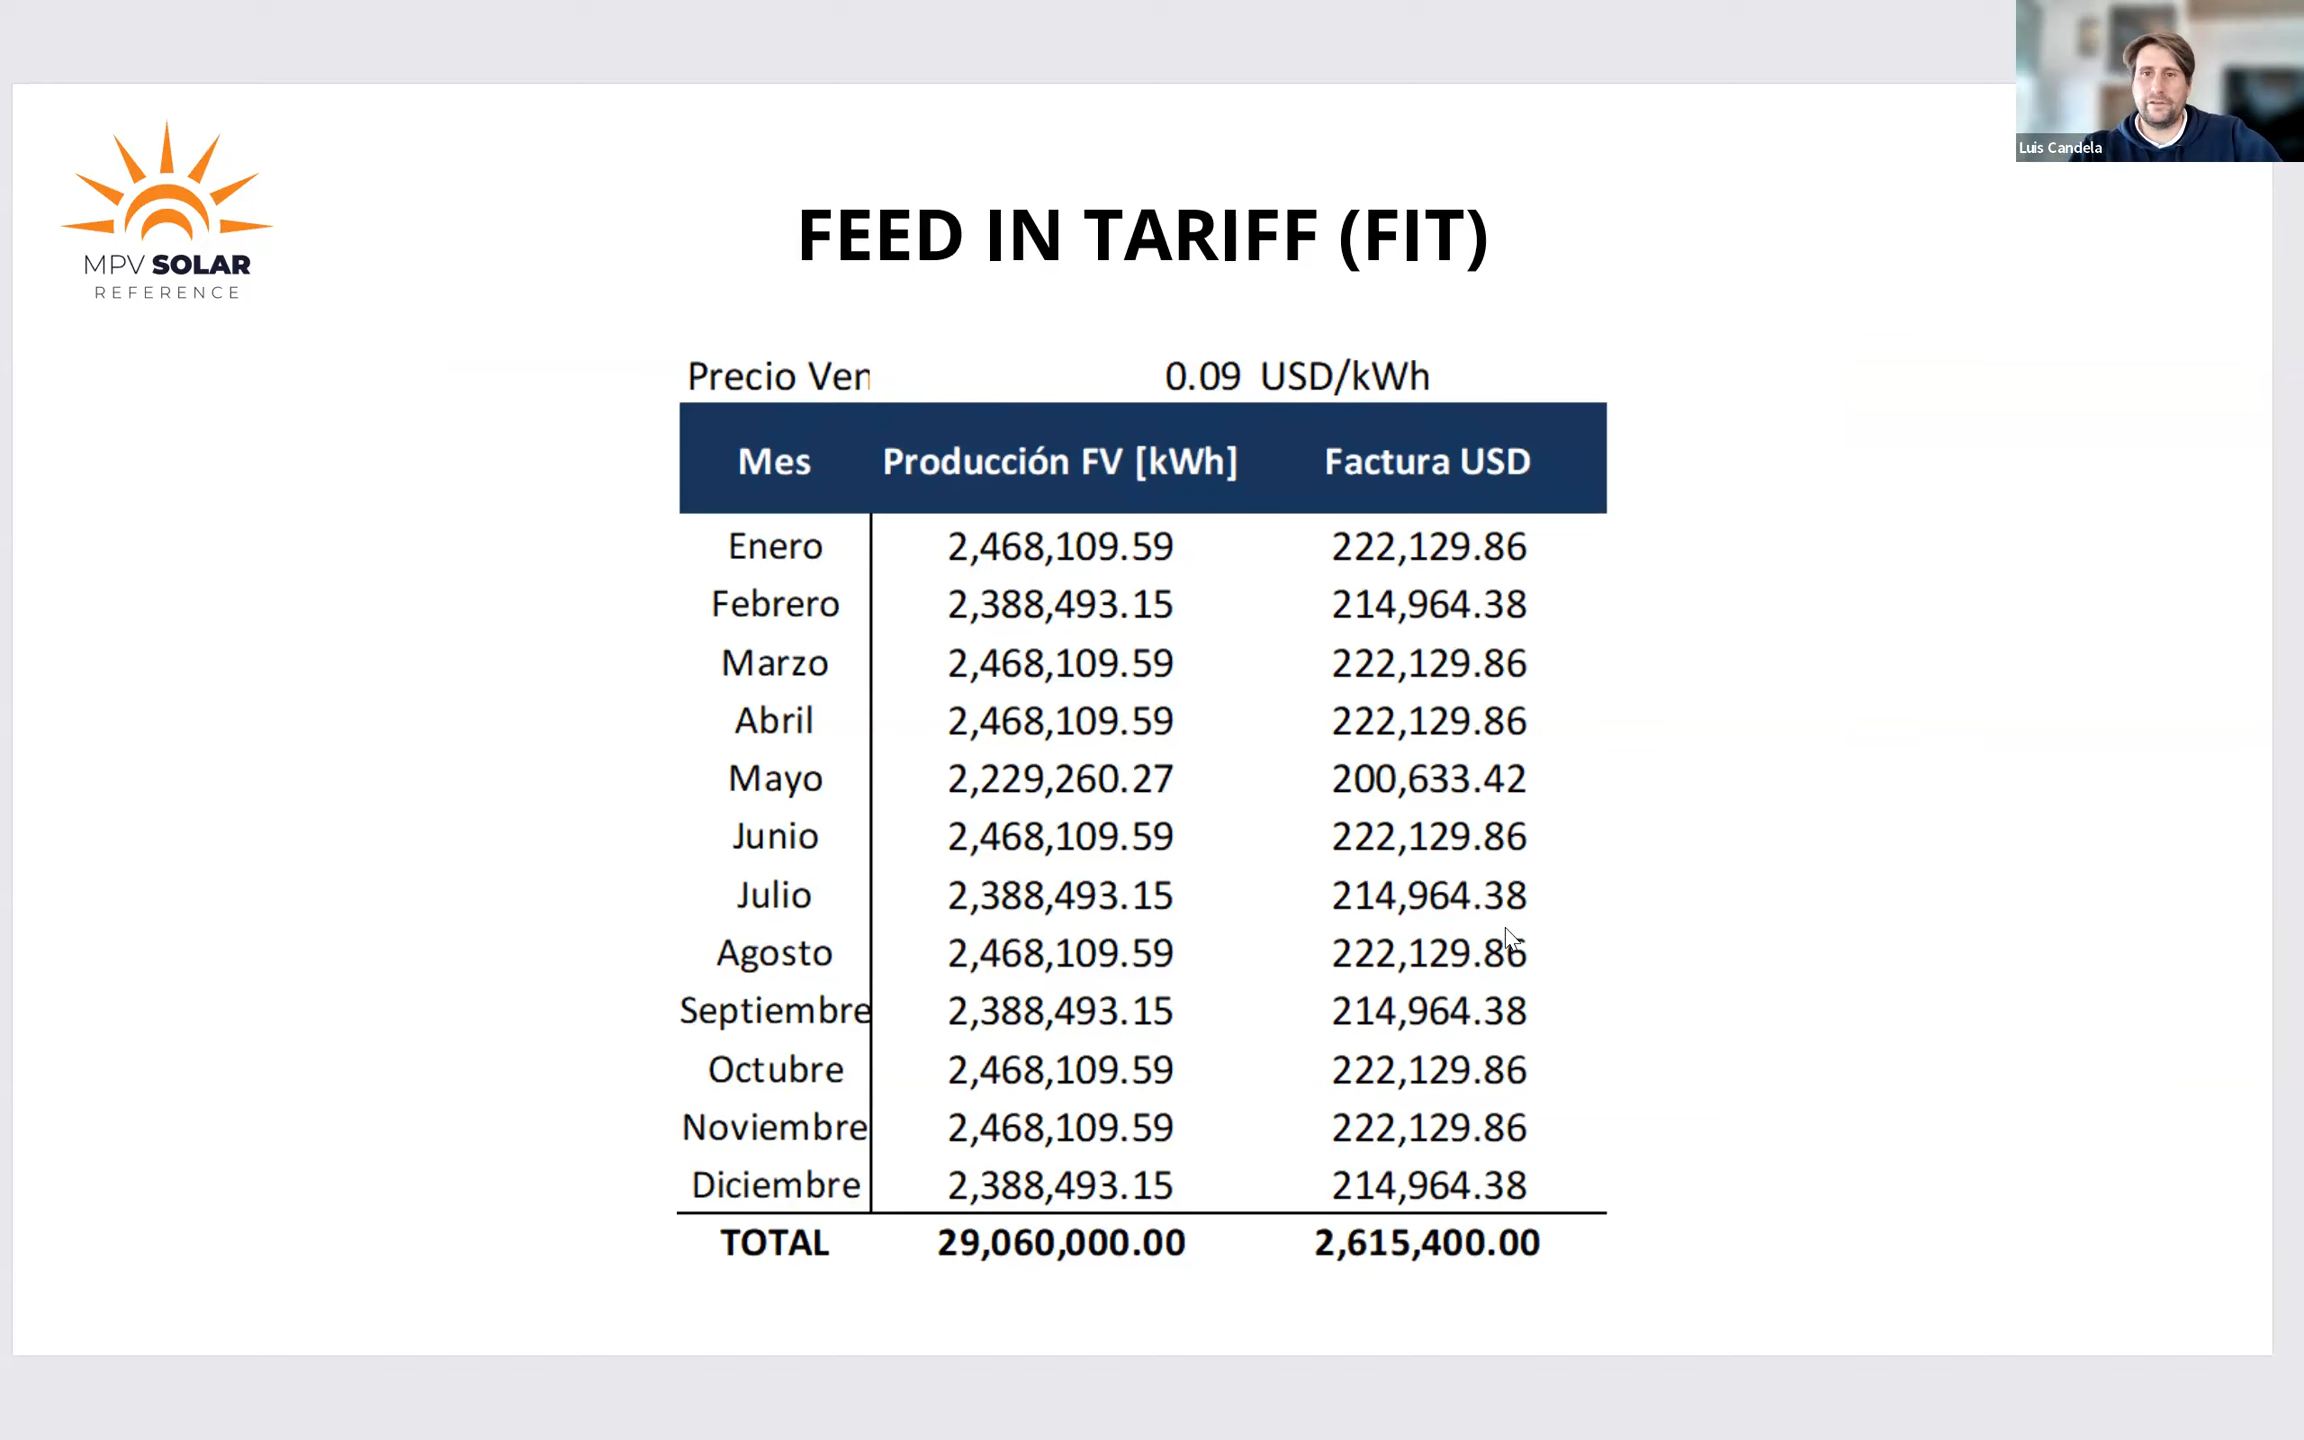 Luis Candela
MPV SOLAR
REFERENCE
FEED IN TARIFF (FIT)
Precio Ven 0.09 USD/kWh
Mes Producción FV [kWh] Factura USD
Enero 2,468,109.59 222,129.86
Febrero 2,388,493.15 214,964.38
Marzo 2,468,109.59 222,129.86
Abril 2,468,109.59 222,129.86
Mayo 2,229,260.27 200,633.42
Junio 2,468,109.59 222,129.86
Julio 2,388,493.15 214,964.38
Agosto 2,468,109.59 222,129.86
Septiembre 2,388,493.15 214,964.38
Octubre 2,468,109.59 222,129.86
Noviembre 2,468,109.59 222,129.86
Diciembre 2,388,493.15 214,964.38
TOTAL 29,060,000.00 2,615,400.00